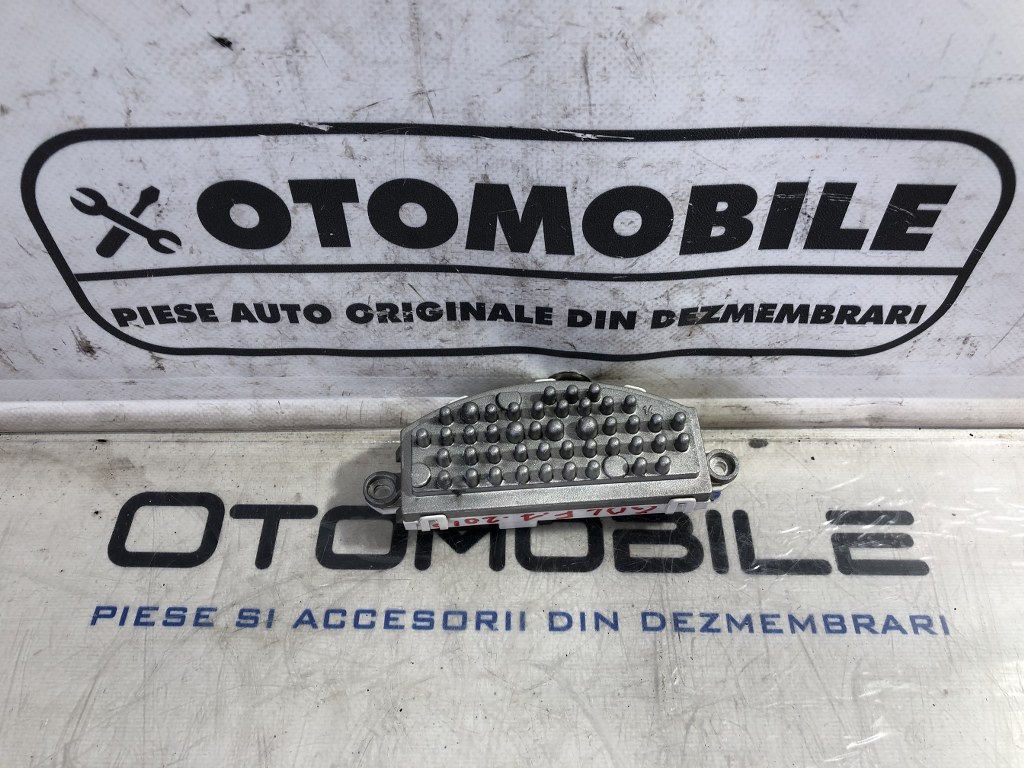 OTOMOBILE
PIESE AUTO ORIGINALE DIN DEZMEMBRARI
OTOMOBILE
PIESE SI ACCESORII DIN DEZMEMBRARI